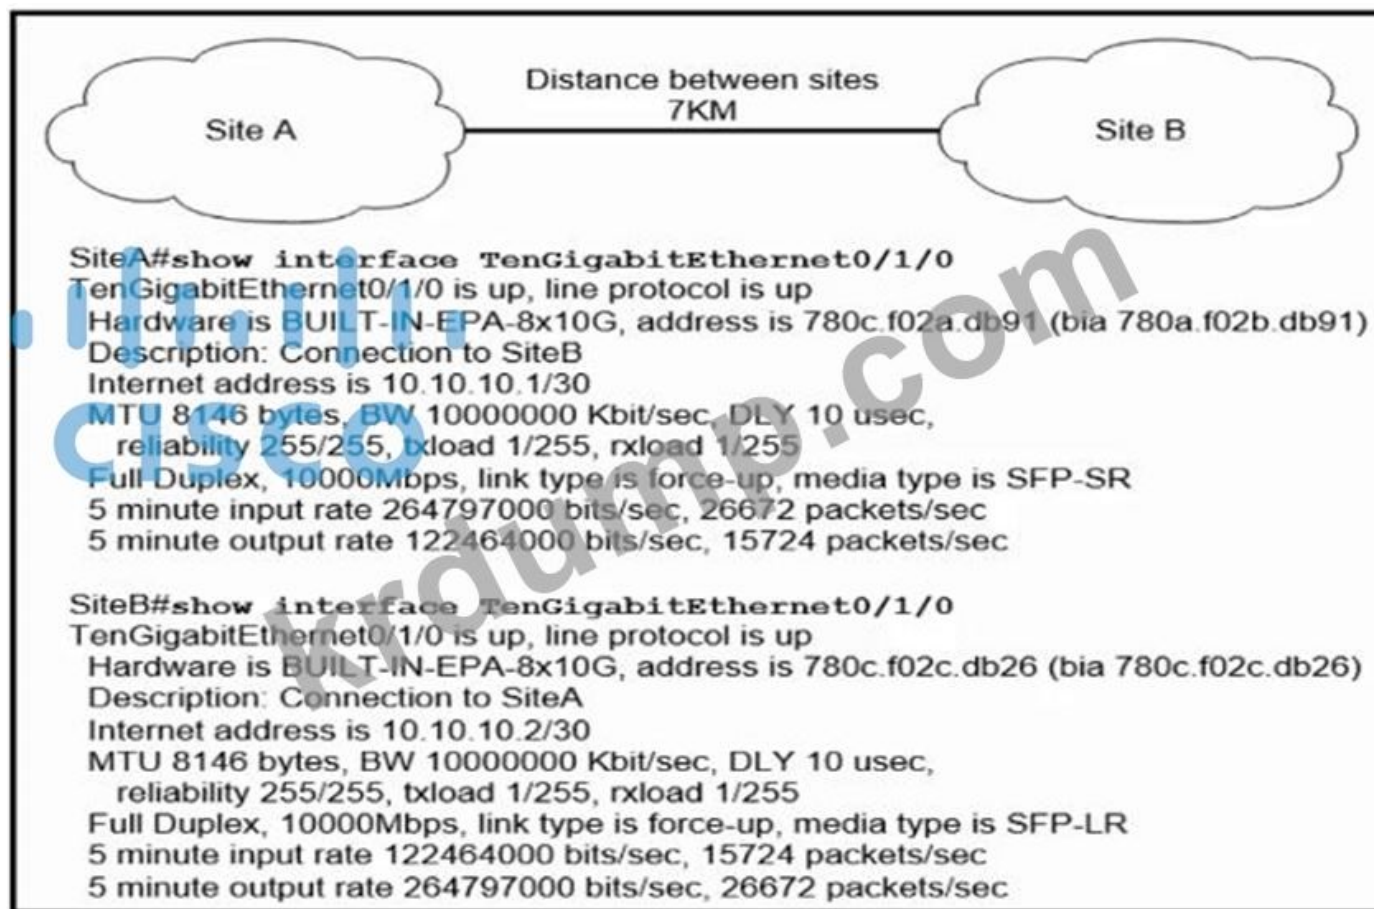 Distance between sites
7KM
Site A
Site B
SiteA#show interface TenGigabitEthernet0/1/0
TenGigabitEthernet0/1/0 is up, line protocol is up
Hardware is BUILT-IN-EPA-8x10G, address is 780c.f02a.db91 (bia 780a.f02b.db91)
Description: Connection to SiteB
Internet address is 10.10.10.1/30
MTU 8146 bytes, BW 10000000 Kbit/sec, DLY 10 usec,
reliability 255/255, txload 1/255, rxload 1/255
Full Duplex, 10000Mbps, link type is force-up, media type is SFP-SR
5 minute input rate 264797000 bits/sec, 26672 packets/sec
5 minute output rate 122464000 bits/sec, 15724 packets/sec
SiteB#show interface TenGigabitEthernet0/1/0
TenGigabitEthernet0/1/0 is up, line protocol is up
Hardware is BUILT-IN-EPA-8x10G, address is 780c.f02c.db26 (bia 780c.f02c.db26)
Description: Connection to SiteA
Internet address is 10.10.10.2/30
MTU 8146 bytes, BW 10000000 Kbit/sec, DLY 10 usec,
reliability 255/255, txload 1/255, rxload 1/255
Full Duplex, 10000Mbps, link type is force-up, media type is SFP-LR
5 minute input rate 122464000 bits/sec, 15724 packets/sec
5 minute output rate 264797000 bits/sec, 26672 packets/sec
CISCO
krdump.com